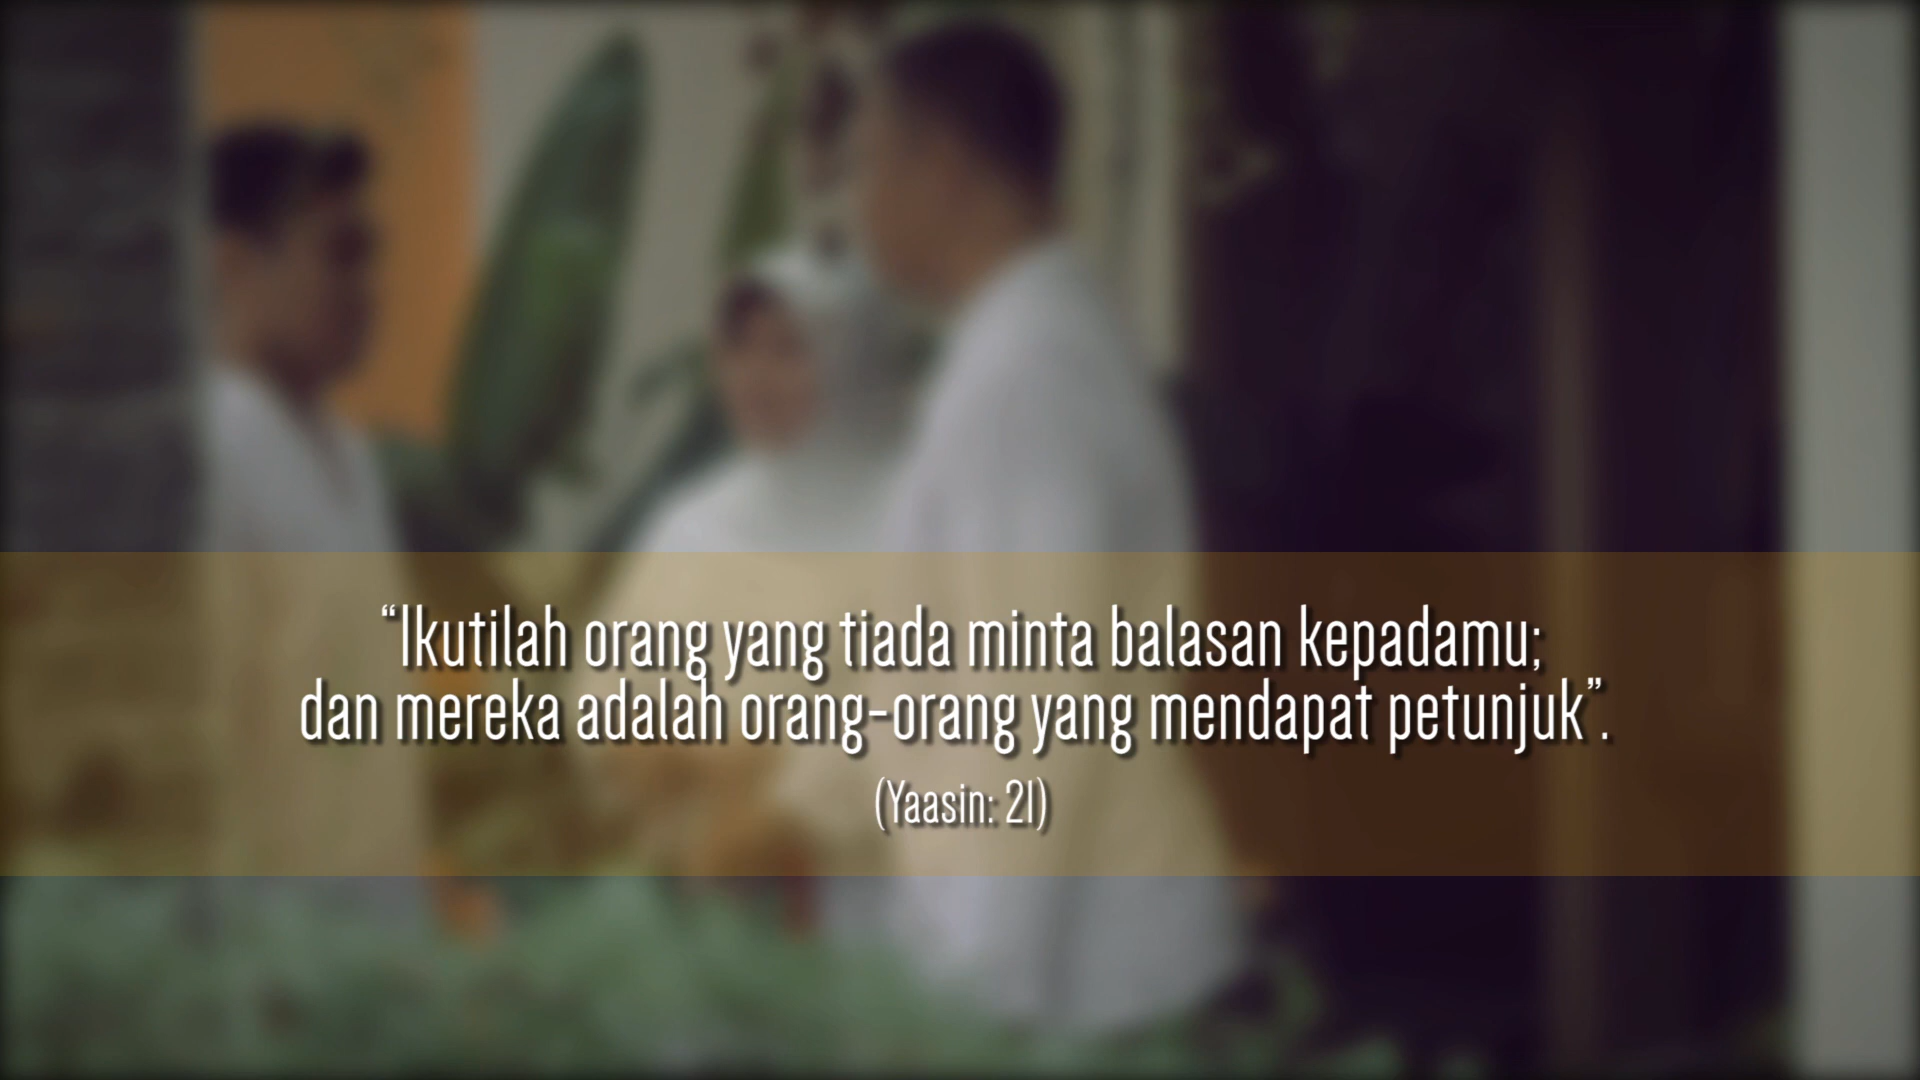 “Ikutilah orang yang tiada minta balasan kepadamu;
dan mereka adalah orang-orang yang mendapat petunjuk”.
(Yaasin: 21)